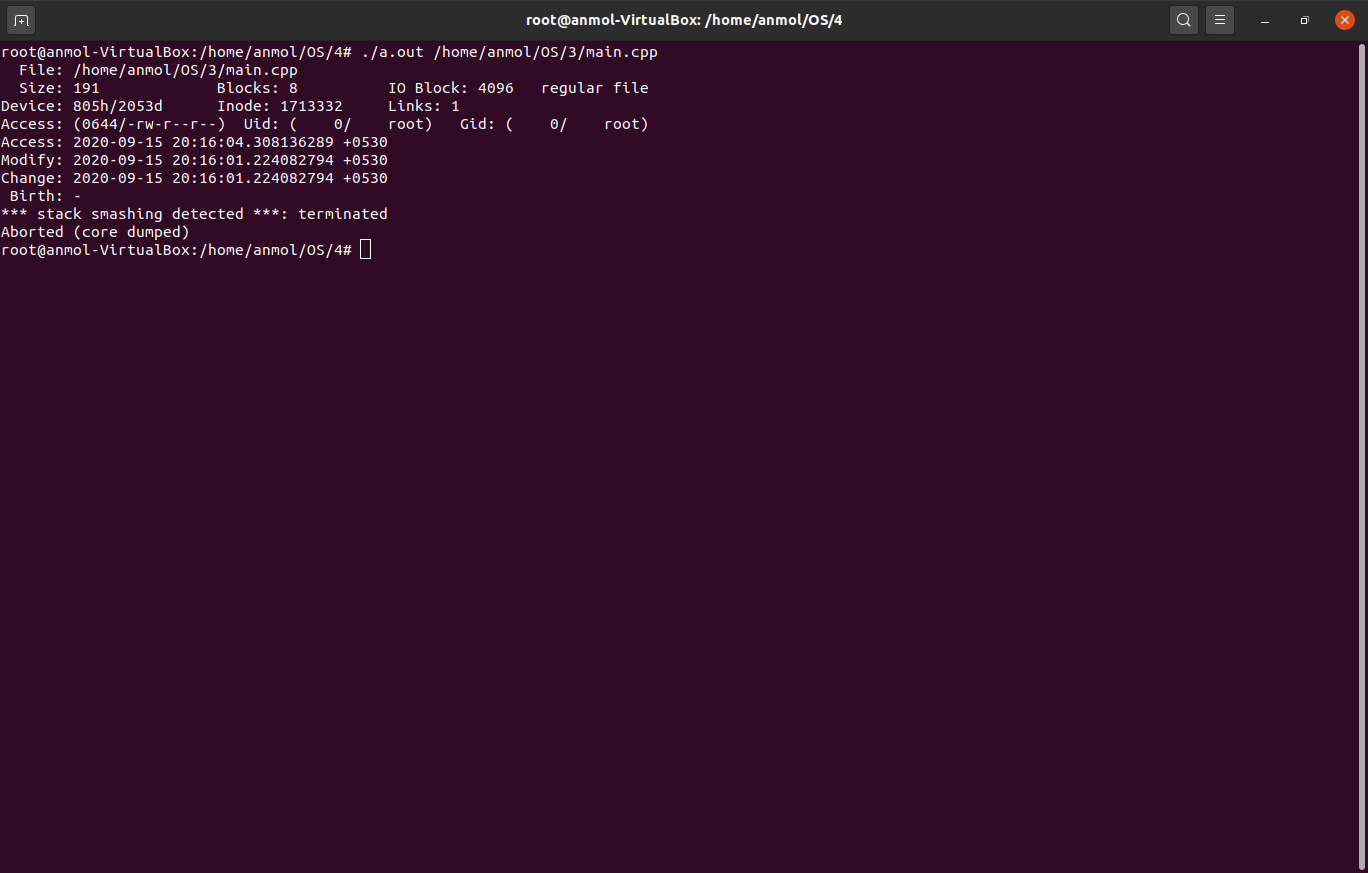 root@anmol-VirtualBox: /home/anmol/OS/4
root@anmol-VirtualBox:/home/anmol/OS/4# ./a.out /home/anmol/OS/3/main.cpp
  File: /home/anmol/OS/3/main.cpp
  Size: 191             Blocks: 8          IO Block: 4096   regular file
Device: 805h/2053d      Inode: 1713332     Links: 1
Access: (0644/-rw-r--r--)  Uid: (    0/    root)   Gid: (    0/    root)
Access: 2020-09-15 20:16:04.308136289 +0530
Modify: 2020-09-15 20:16:01.224082794 +0530
Change: 2020-09-15 20:16:01.224082794 +0530
 Birth: -
*** stack smashing detected ***: terminated
Aborted (core dumped)
root@anmol-VirtualBox:/home/anmol/OS/4#